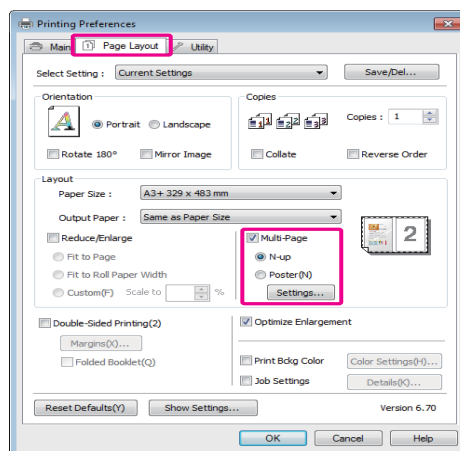 Printing Preferences
Main Page Layout Utility
Select Setting : Current Settings Save/Del...
Orientation Copies
Portrait Landscape Copies : 1
Rotate 180° Mirror Image Collate Reverse Order
Layout
Paper Size : A3+ 329 x 483 mm
Output Paper : Same as Paper Size
Reduce/Enlarge Multi-Page 2
Fit to Page N-up
Fit to Roll Paper Width Poster(N)
Custom(F) Scale to % Settings...
Double-Sided Printing(2) Optimize Enlargement
Margins(X)...
Folded Booklet(Q) Print Bckg Color Color Settings(H)...
Job Settings Details(K)...
Reset Defaults(Y) Show Settings... Version 6.70
OK Cancel Help